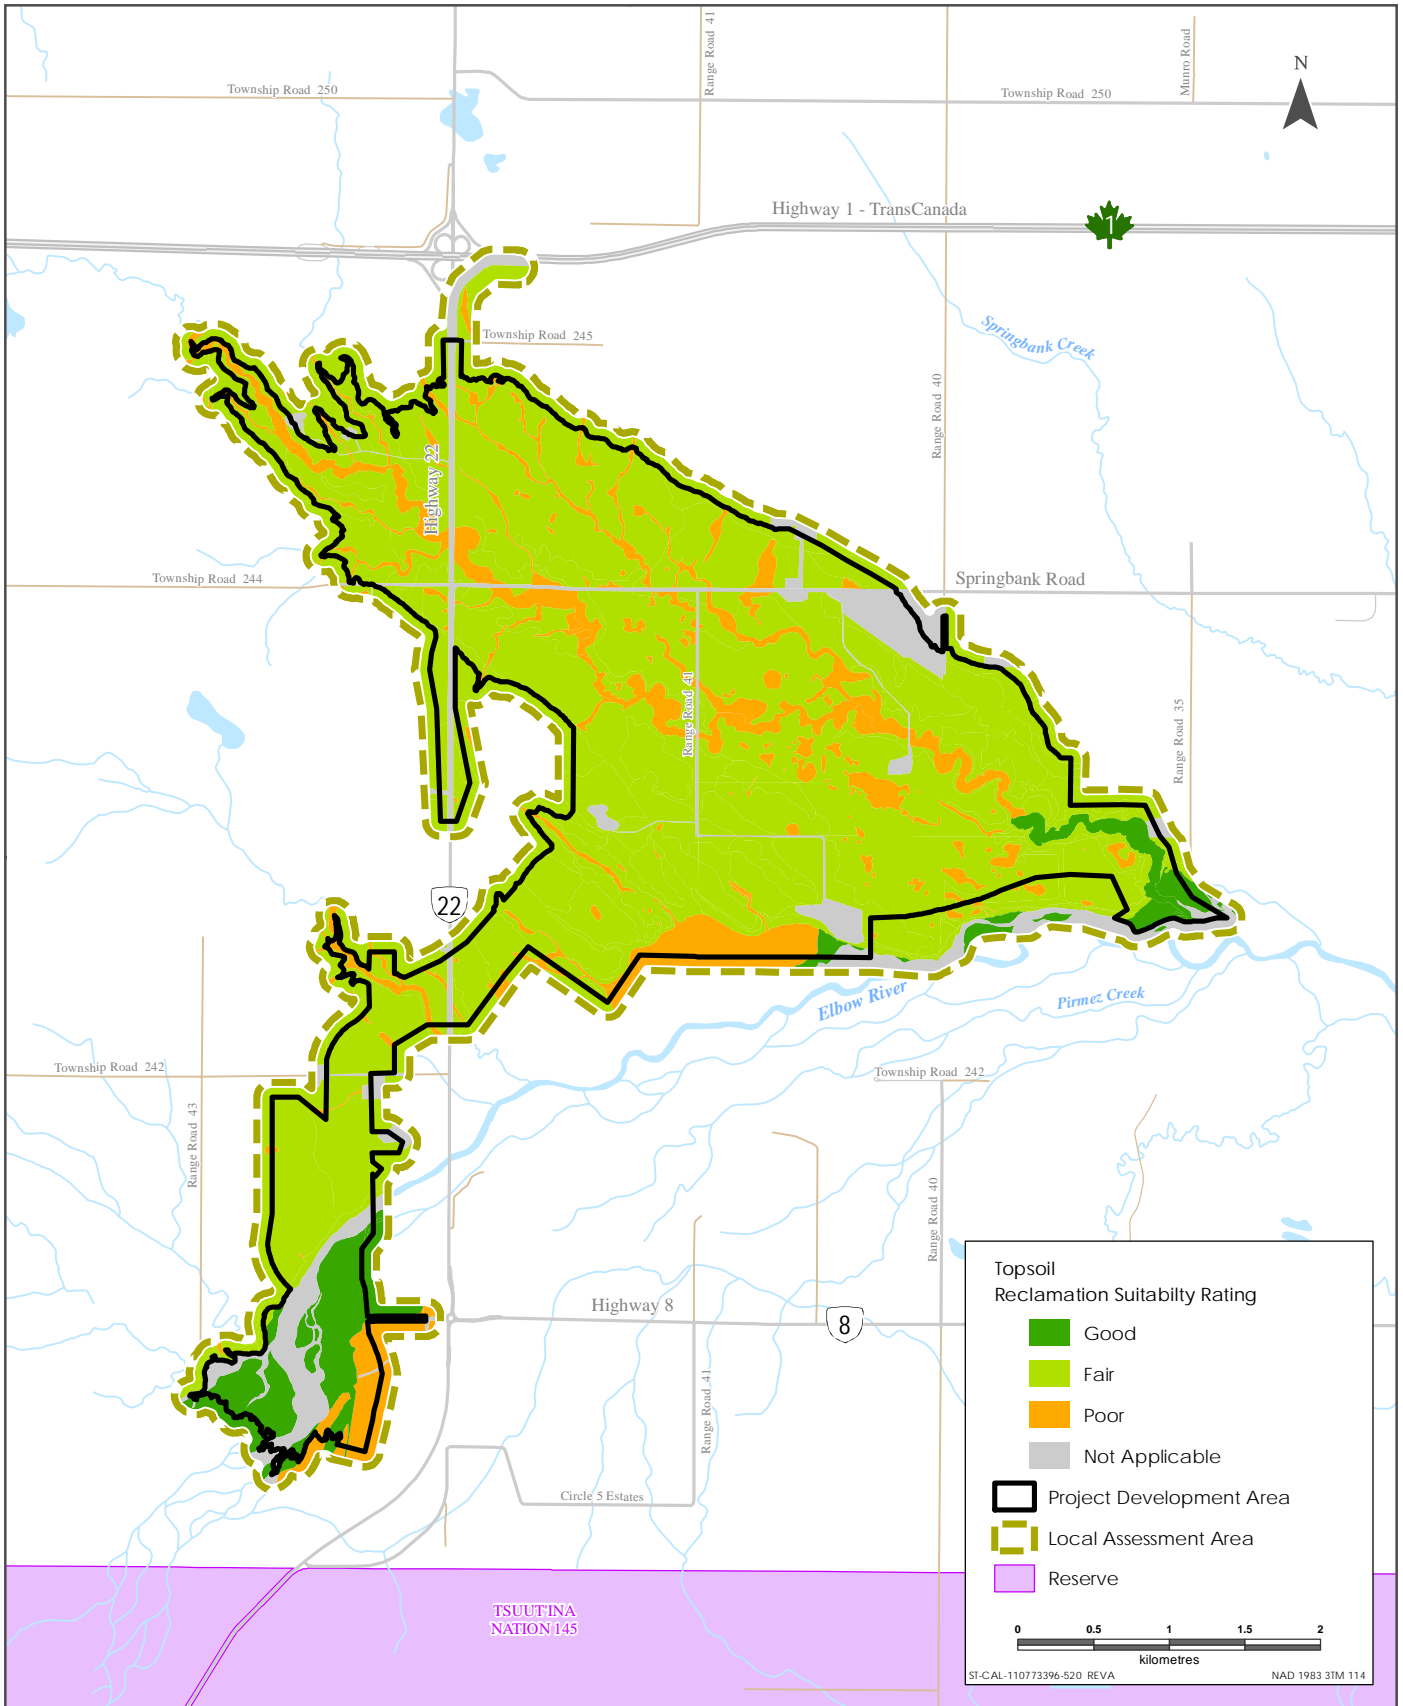 Range Road 41
Munro Road
N
Township Road 250
Township Road 250
Highway 1 - TransCanada
1
Springbank Creek
Township Road 245
Range Road 40
Highway 22
Township Road 244
Springbank Road
Range Road 41
Range Road 35
22
Elbow River
Pirmez Creek
Township Road 242
Township Road 242
Range Road 43
Range Road 40
Highway 8
8
Range Road 41
Circle 5 Estates
TSUUT'INA
NATION 145
Topsoil
Reclamation Suitabilty Rating
Good
Fair
Poor
Not Applicable
Project Development Area
Local Assessment Area
Reserve
0 0.5 1 1.5 2
kilometres
ST-CAL-110773396-520 REVA NAD 1983 3TM 114